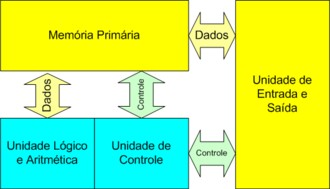 Memória Primária
Dados
Unidade de
Entrada e
Saída
Dados
Controle
Unidade Lógico
e Aritmética
Unidade de
Controle
Controle